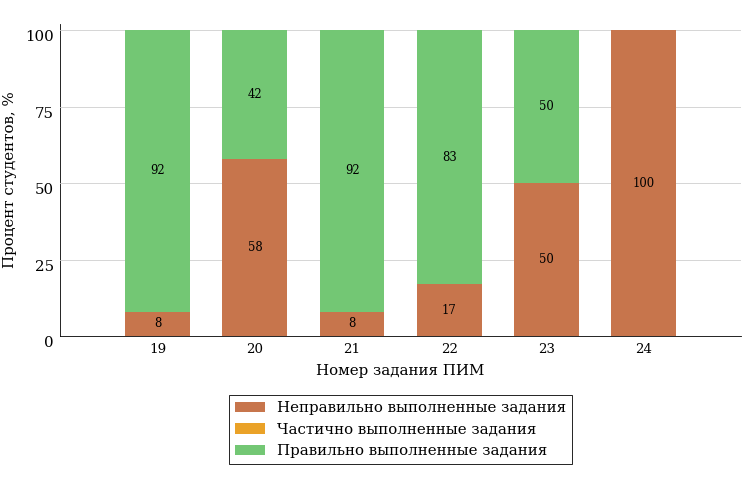 Процент студентов, %
100
75
50
25
0
92
42
92
83
50
100
58
50
8
8
17
19 20 21 22 23 24
Номер задания ПИМ
Неправильно выполненные задания
Частично выполненные задания
Правильно выполненные задания